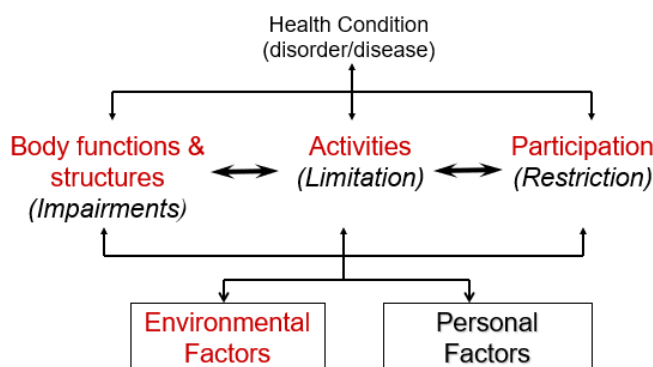 Health Condition
(disorder/disease)
Body functions &
structures
(Impairments)
Activities
(Limitation)
Participation
(Restriction)
Environmental
Factors
Personal
Factors